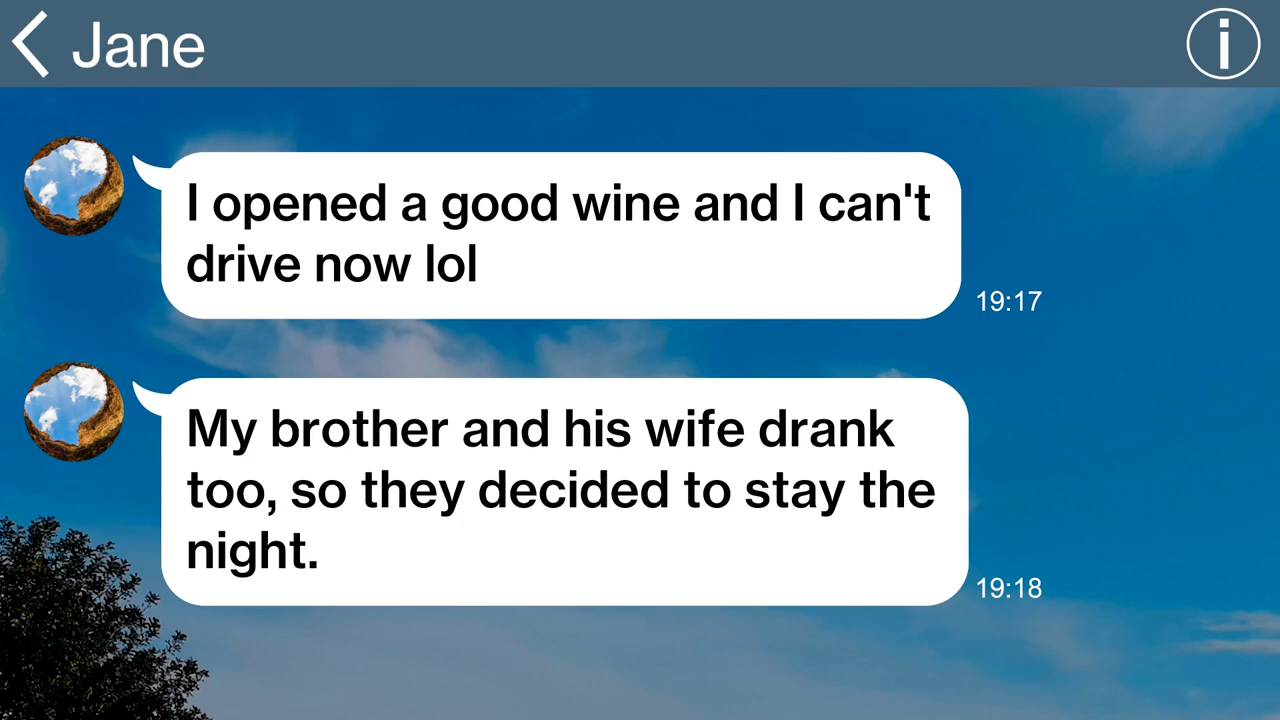 Jane
I opened a good wine and I can't
drive now lol
19:17
My brother and his wife drank
too, so they decided to stay the
night.
19:18